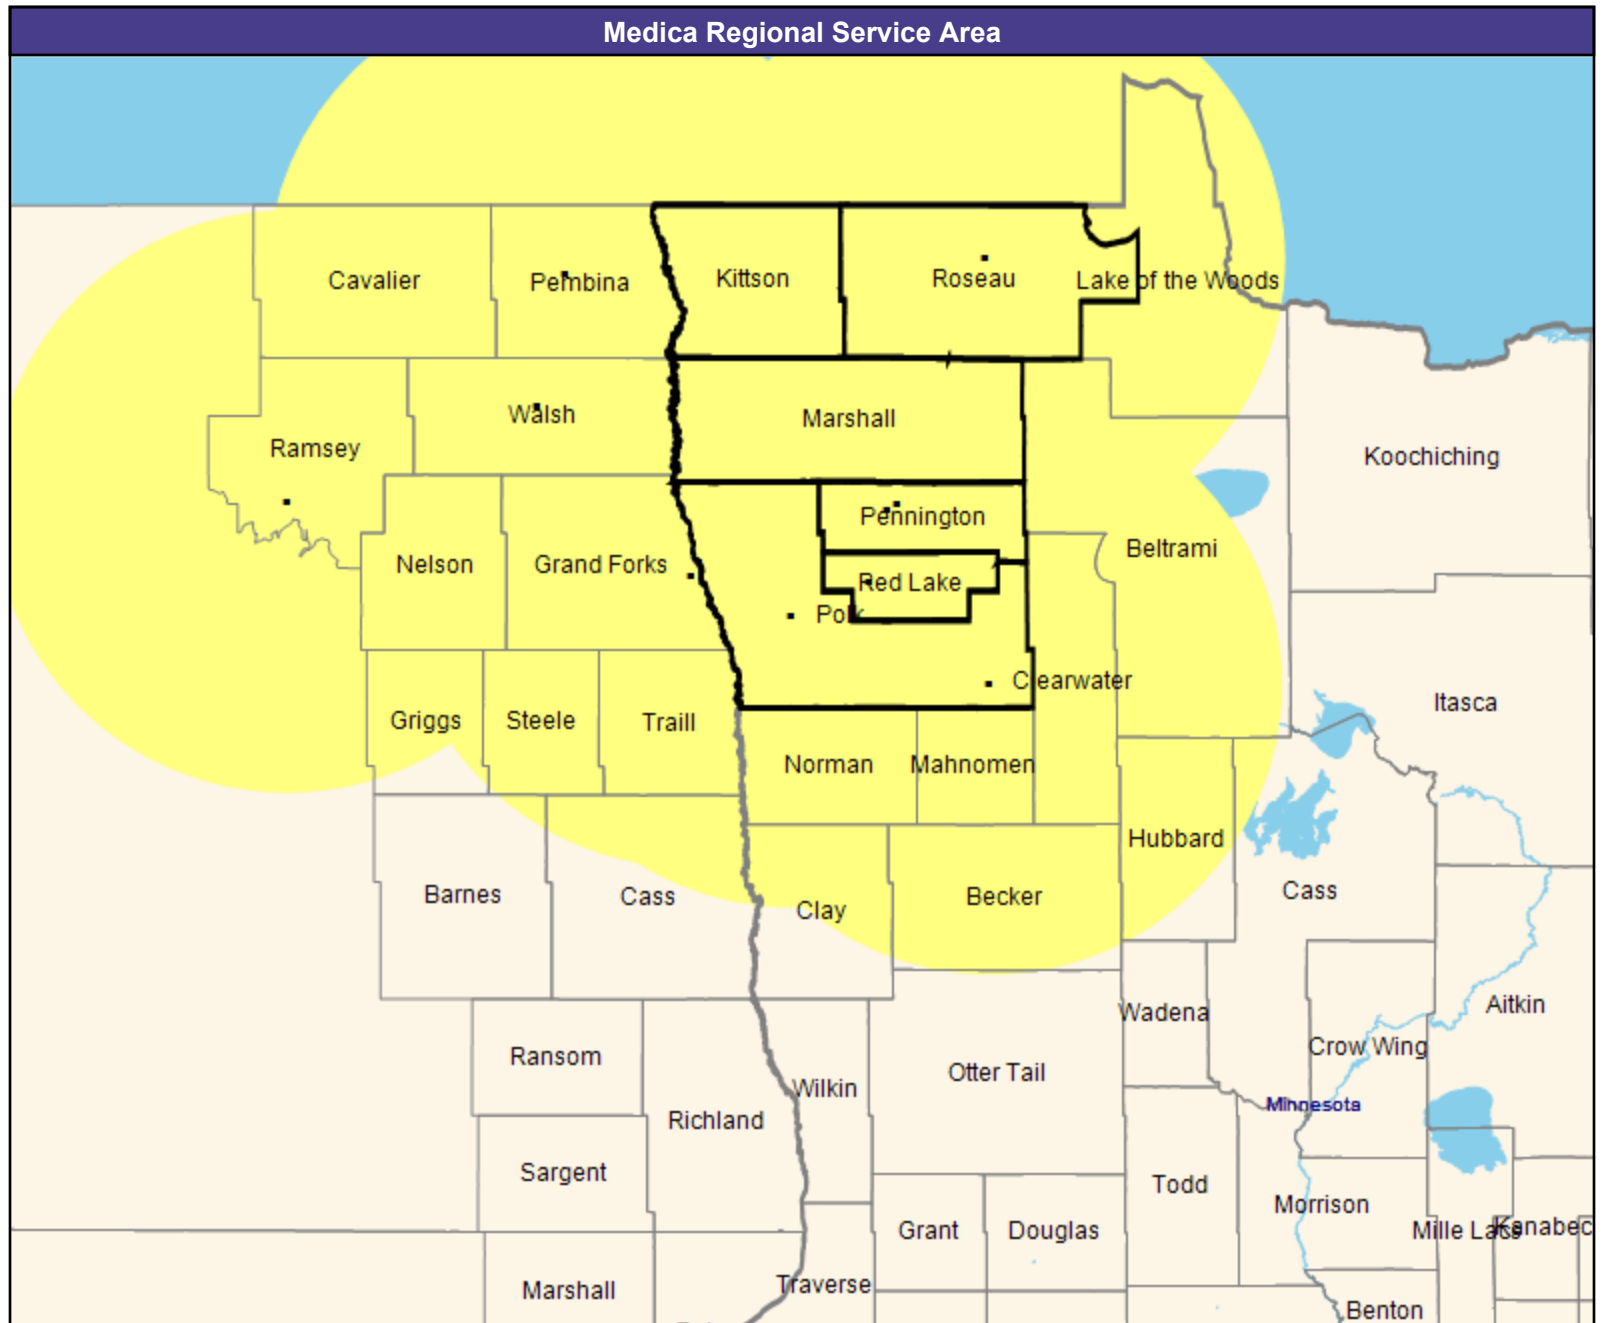 Medica Regional Service Area
Cavalier
Pembina
Kittson
Roseau
Lake of the Woods
Ramsey
Walsh
Marshall
Koochiching
Nelson
Grand Forks
Pennington
Red Lake
Polk
Beltrami
Clearwater
Itasca
Griggs
Steele
Traill
Norman
Mahnomen
Hubbard
Barnes
Cass
Clay
Becker
Cass
Ransom
Richland
Wilkin
Otter Tail
Wadena
Crow Wing
Aitkin
Minnesota
Sargent
Todd
Morrison
Grant
Douglas
Mille Lacs
Kanabec
Marshall
Traverse
Benton